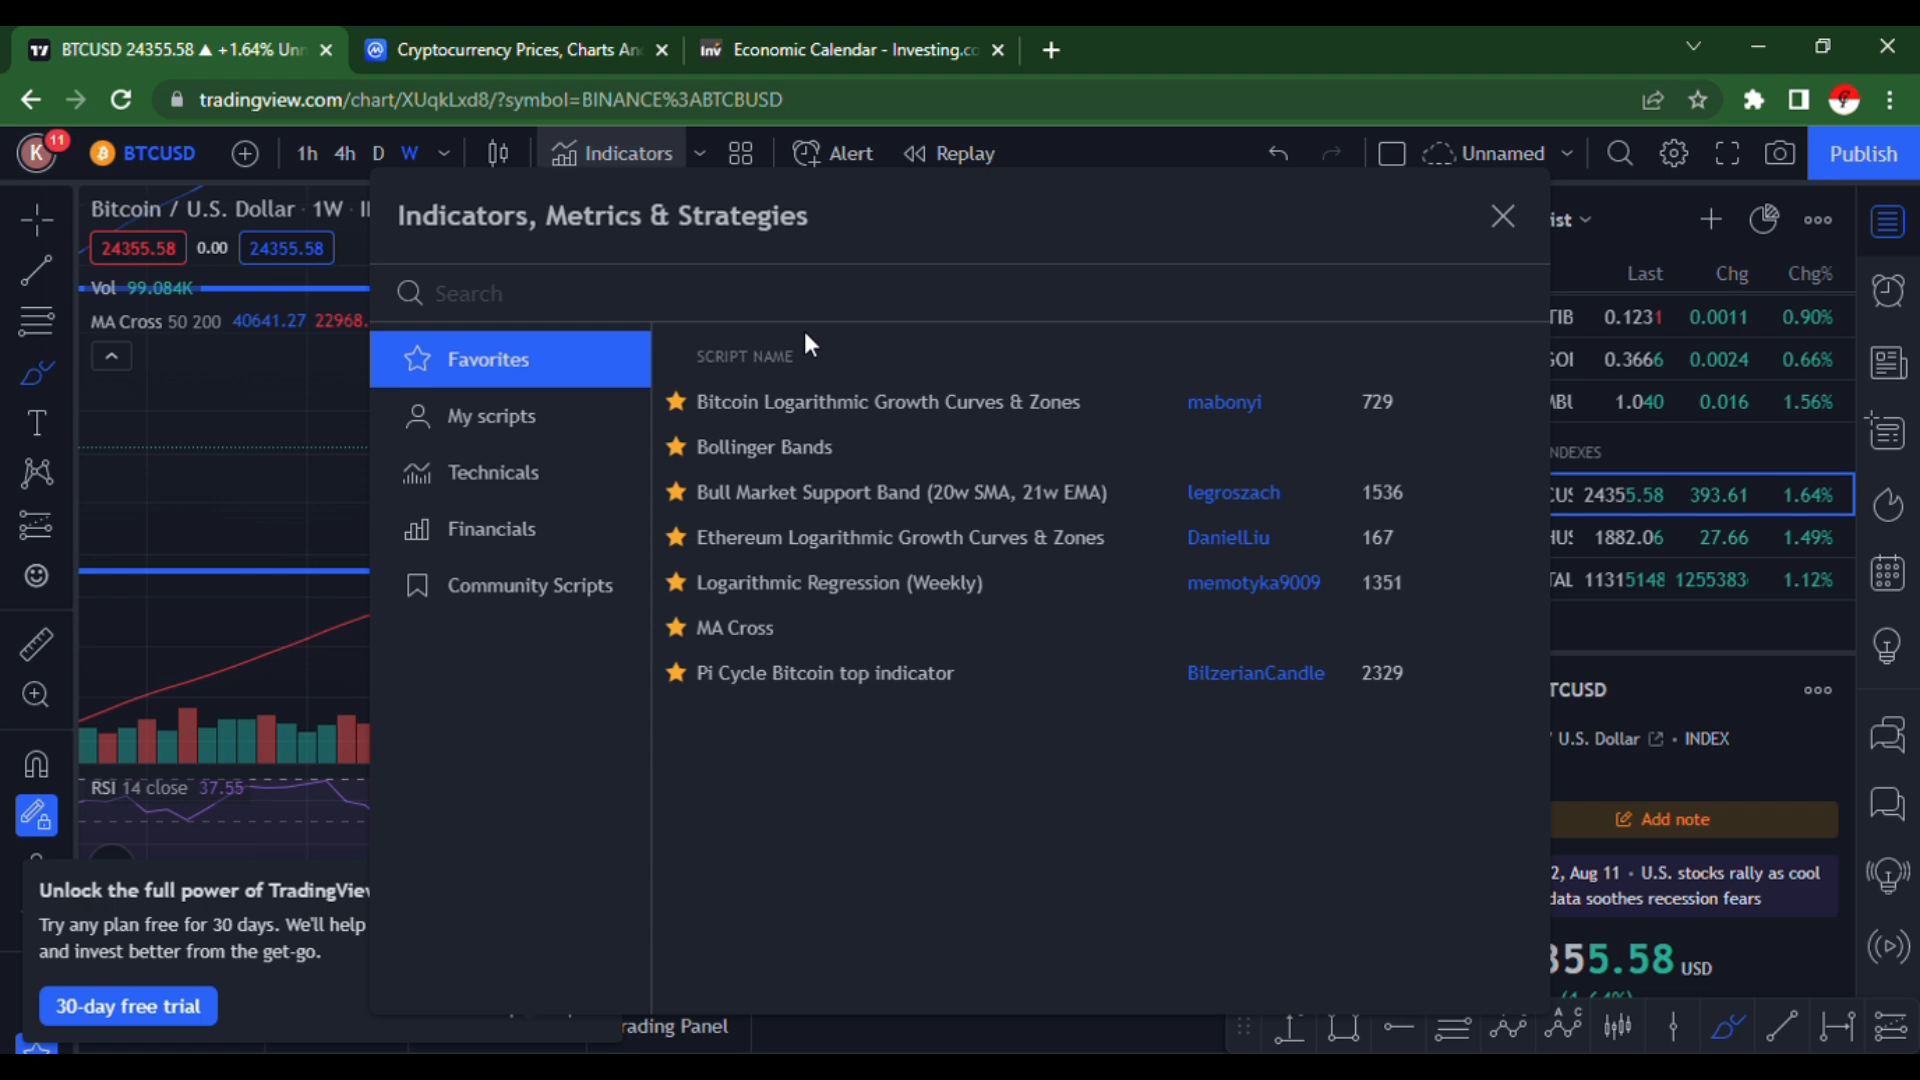 BTCUSD 24355.58 ▲ +1.64% Unn
Cryptocurrency Prices, Charts An
Economic Calendar - Investing.co
tradingview.com/chart/XUqkLxd8/?symbol=BINANCE%3ABTCBUSD
K 11 BTCUSD 1h 4h D W Indicators Alert Replay Unnamed Publish
Bitcoin / U.S. Dollar 1W
24355.58 0.00 24355.58
Vol 99.084K
MA Cross 50 200 40641.27 22968.
RSI 14 close 37.55
Unlock the full power of TradingView
Try any plan free for 30 days. We'll help
and invest better from the get-go.
30-day free trial
Indicators, Metrics & Strategies
Search
Favorites
My scripts
Technicals
Financials
Community Scripts
SCRIPT NAME
Bitcoin Logarithmic Growth Curves & Zones mabonyi 729
Bollinger Bands
Bull Market Support Band (20w SMA, 21w EMA) legroszach 1536
Ethereum Logarithmic Growth Curves & Zones DanielLiu 167
Logarithmic Regression (Weekly) memotyka9009 1351
MA Cross
Pi Cycle Bitcoin top indicator BilzerianCandle 2329
rading Panel
ist
Last Chg Chg%
TIB 0.1231 0.0011 0.90%
0.3666 0.0024 0.66%
1.040 0.016 1.56%
NDEXES
24355.58 393.61 1.64%
1882.06 27.66 1.49%
TAL 11315148 1255383 1.12%
TCUSD
U.S. Dollar • INDEX
Add note
2, Aug 11 • U.S. stocks rally as cool
data soothes recession fears
355.58 USD